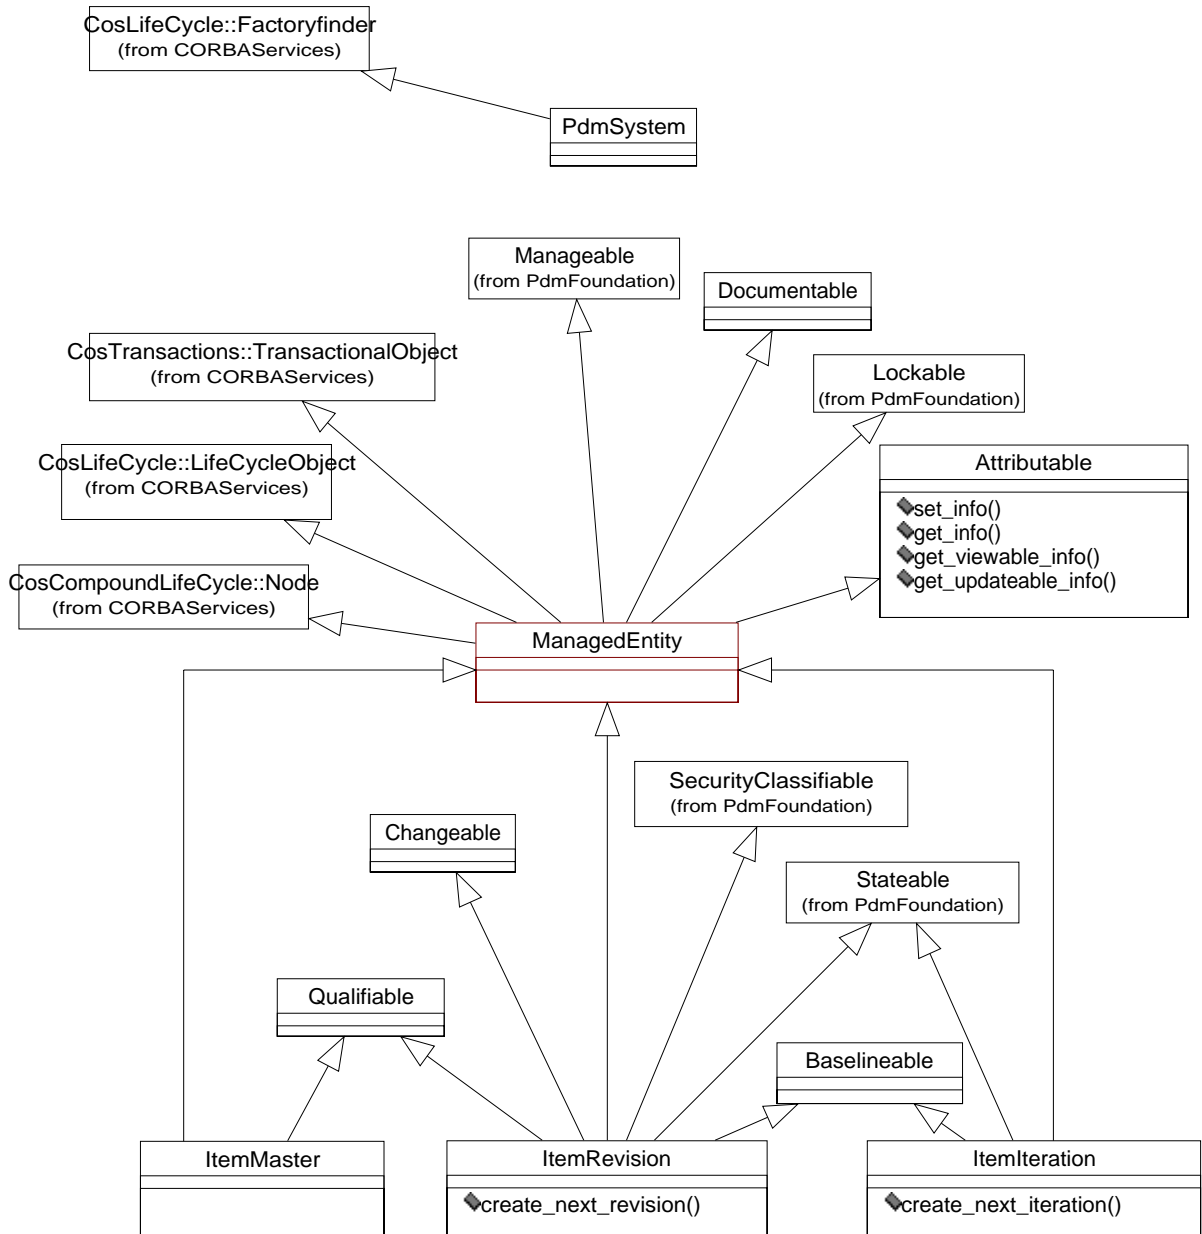 CosLifeCycle::Factoryfinder
(from CORBAServices)
PdmSystem
Manageable
(from PdmFoundation)
Documentable
CosTransactions::TransactionalObject
(from CORBAServices)
Lockable
(from PdmFoundation)
CosLifeCycle::LifeCycleObject
(from CORBAServices)
Attributable
set_info()
get_info()
get_viewable_info()
get_updateable_info()
CosCompoundLifeCycle::Node
(from CORBAServices)
ManagedEntity
SecurityClassifiable
(from PdmFoundation)
Changeable
Stateable
(from PdmFoundation)
Qualifiable
Baselineable
ItemMaster
ItemRevision
create_next_revision()
ItemIteration
create_next_iteration()